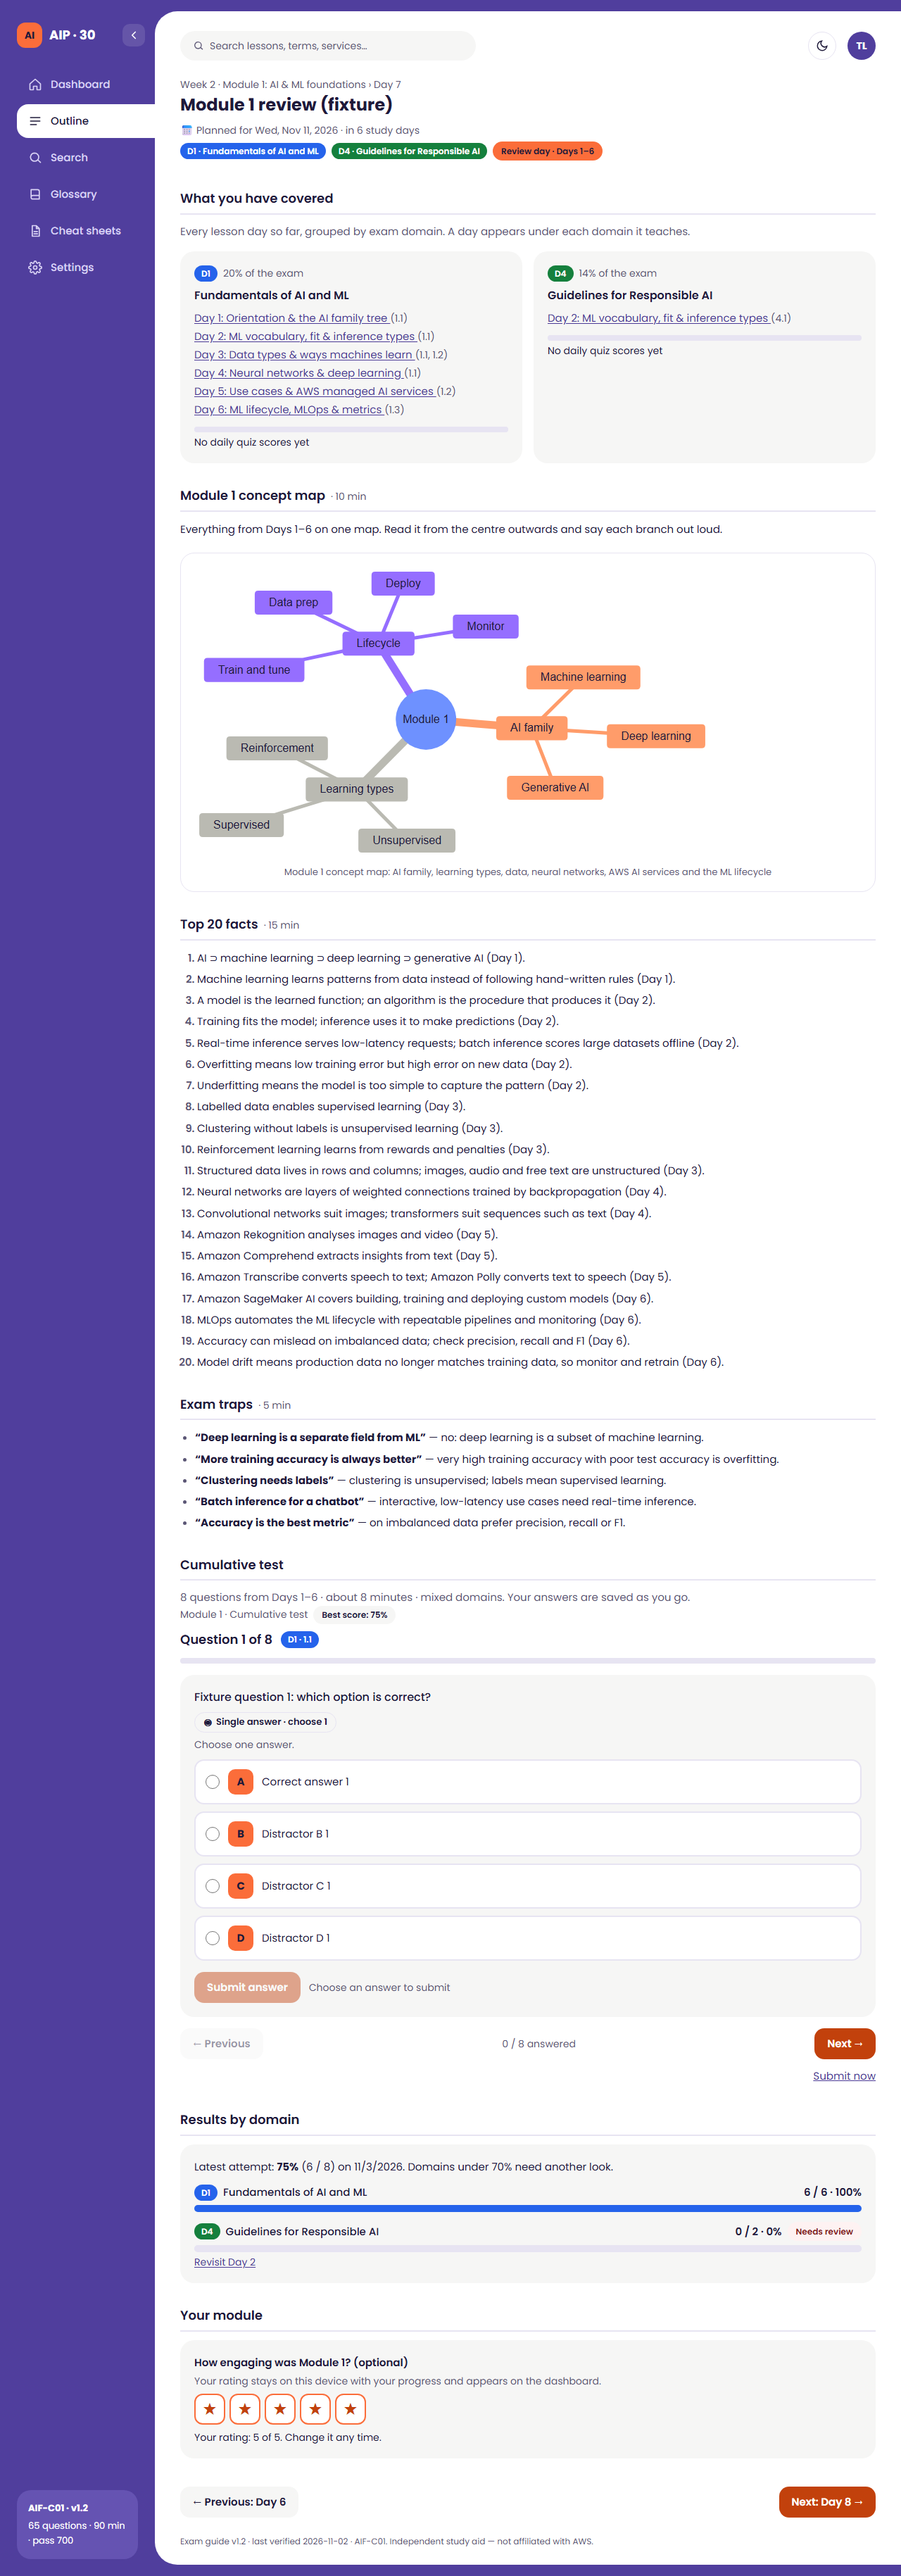 AI AIP · 30
Dashboard
Outline
Search
Glossary
Cheat sheets
Settings
AIF-C01 · v1.2
65 questions · 90 min
· pass 700
Search lessons, terms, services...
TL
Week 2 · Module 1: AI & ML foundations › Day 7
Module 1 review (fixture)
Planned for Wed, Nov 11, 2026 · in 6 study days
D1 · Fundamentals of AI and ML
D4 · Guidelines for Responsible AI
Review day · Days 1–6
What you have covered
Every lesson day so far, grouped by exam domain. A day appears under each domain it teaches.
D1 20% of the exam
Fundamentals of AI and ML
Day 1: Orientation & the AI family tree (1.1)
Day 2: ML vocabulary, fit & inference types (1.1)
Day 3: Data types & ways machines learn (1.1, 1.2)
Day 4: Neural networks & deep learning (1.1)
Day 5: Use cases & AWS managed AI services (1.2)
Day 6: ML lifecycle, MLOps & metrics (1.3)
No daily quiz scores yet
D4 14% of the exam
Guidelines for Responsible AI
Day 2: ML vocabulary, fit & inference types (4.1)
No daily quiz scores yet
Module 1 concept map · 10 min
Everything from Days 1–6 on one map. Read it from the centre outwards and say each branch out loud.
Deploy
Data prep
Monitor
Lifecycle
Train and tune
Machine learning
Module 1
AI family
Deep learning
Reinforcement
Generative AI
Learning types
Supervised
Unsupervised
Module 1 concept map: AI family, learning types, data, neural networks, AWS AI services and the ML lifecycle
Top 20 facts · 15 min
1. AI ⊃ machine learning ⊃ deep learning ⊃ generative AI (Day 1).
2. Machine learning learns patterns from data instead of following hand-written rules (Day 1).
3. A model is the learned function; an algorithm is the procedure that produces it (Day 2).
4. Training fits the model; inference uses it to make predictions (Day 2).
5. Real-time inference serves low-latency requests; batch inference scores large datasets offline (Day 2).
6. Overfitting means low training error but high error on new data (Day 2).
7. Underfitting means the model is too simple to capture the pattern (Day 2).
8. Labelled data enables supervised learning (Day 3).
9. Clustering without labels is unsupervised learning (Day 3).
10. Reinforcement learning learns from rewards and penalties (Day 3).
11. Structured data lives in rows and columns; images, audio and free text are unstructured (Day 3).
12. Neural networks are layers of weighted connections trained by backpropagation (Day 4).
13. Convolutional networks suit images; transformers suit sequences such as text (Day 4).
14. Amazon Rekognition analyses images and video (Day 5).
15. Amazon Comprehend extracts insights from text (Day 5).
16. Amazon Transcribe converts speech to text; Amazon Polly converts text to speech (Day 5).
17. Amazon SageMaker AI covers building, training and deploying custom models (Day 6).
18. MLOps automates the ML lifecycle with repeatable pipelines and monitoring (Day 6).
19. Accuracy can mislead on imbalanced data; check precision, recall and F1 (Day 6).
20. Model drift means production data no longer matches training data, so monitor and retrain (Day 6).
Exam traps · 5 min
• “Deep learning is a separate field from ML” — no: deep learning is a subset of machine learning.
• “More training accuracy is always better” — very high training accuracy with poor test accuracy is overfitting.
• “Clustering needs labels” — clustering is unsupervised; labels mean supervised learning.
• “Batch inference for a chatbot” — interactive, low-latency use cases need real-time inference.
• “Accuracy is the best metric” — on imbalanced data prefer precision, recall or F1.
Cumulative test
8 questions from Days 1–6 · about 8 minutes · mixed domains. Your answers are saved as you go.
Module 1 · Cumulative test Best score: 75%
Question 1 of 8 D1 · 1.1
Fixture question 1: which option is correct?
◉ Single answer · choose 1
Choose one answer.
A Correct answer 1
B Distractor B 1
C Distractor C 1
D Distractor D 1
Submit answer Choose an answer to submit
← Previous 0 / 8 answered Next →
Submit now
Results by domain
Latest attempt: 75% (6 / 8) on 11/3/2026. Domains under 70% need another look.
D1 Fundamentals of AI and ML 6 / 6 · 100%
D4 Guidelines for Responsible AI 0 / 2 · 0% Needs review
Revisit Day 2
Your module
How engaging was Module 1? (optional)
Your rating stays on this device with your progress and appears on the dashboard.
★ ★ ★ ★ ★
Your rating: 5 of 5. Change it any time.
← Previous: Day 6 Next: Day 8 →
Exam guide v1.2 · last verified 2026-11-02 · AIF-C01. Independent study aid — not affiliated with AWS.